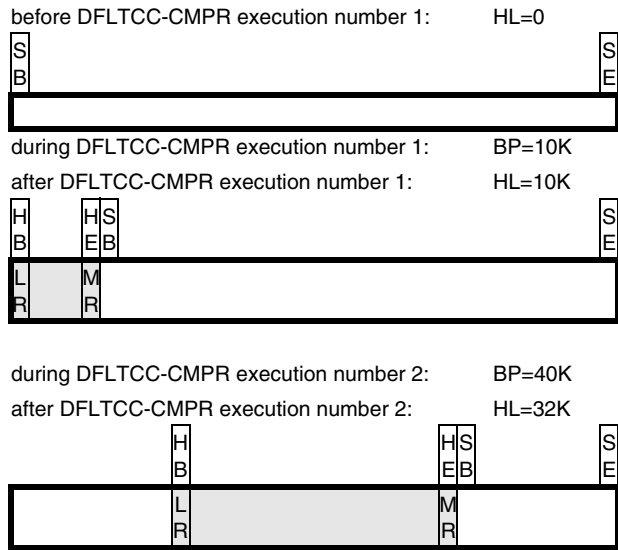 before DFLTCC-CMPR execution number 1: HL=0
S S
B E
during DFLTCC-CMPR execution number 1: BP=10K
after DFLTCC-CMPR execution number 1: HL=10K
H H S S
B E B E
L M
R R
during DFLTCC-CMPR execution number 2: BP=40K
after DFLTCC-CMPR execution number 2: HL=32K
H H S S
B E B E
L M
R R